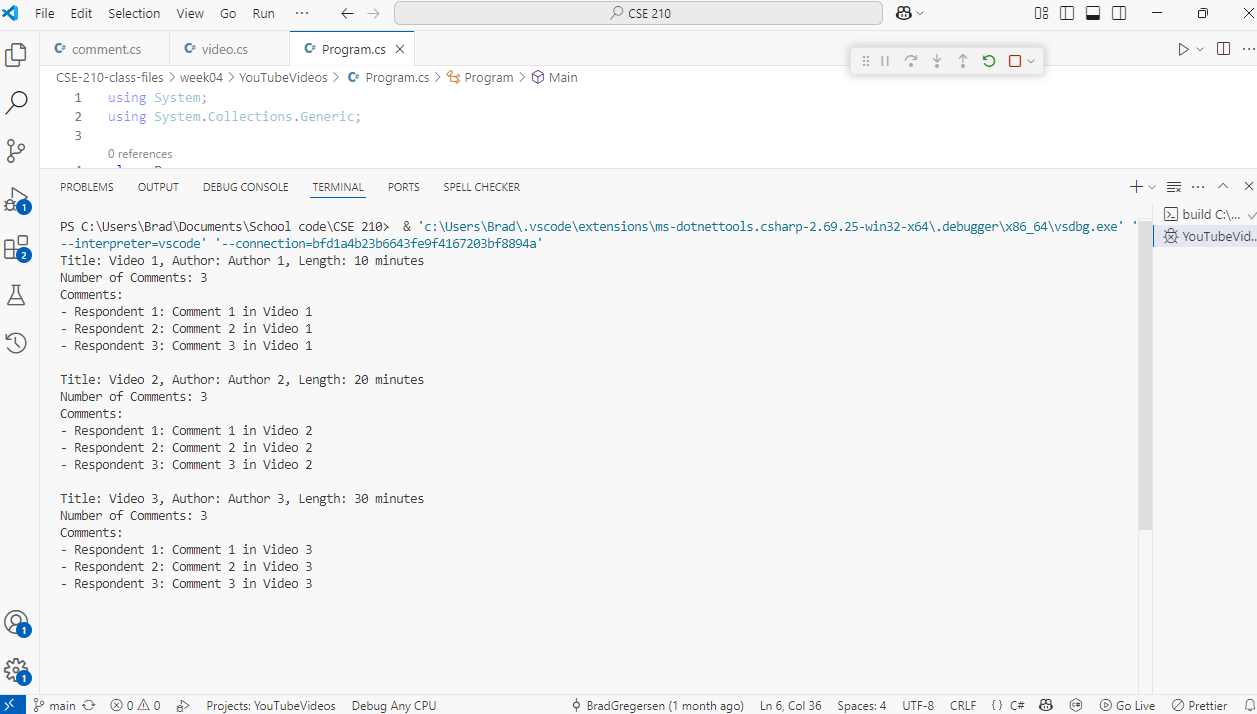 File Edit Selection View Go Run ··· CSE 210
comment.cs video.cs Program.cs
CSE-210-class-files > week04 > YouTubeVideos > Program.cs > Program > Main
1 using System;
2 using System.Collections.Generic;
3
0 references
PROBLEMS OUTPUT DEBUG CONSOLE TERMINAL PORTS SPELL CHECKER
PS C:\Users\Brad\Documents\School code\CSE 210>  & 'c:\Users\Brad\.vscode\extensions\ms-dotnettools.csharp-2.69.25-win32-x64\.debugger\x86_64\vsdbg.exe' '
--interpreter=vscode' '--connection=bfd1a4b23b6643fe9f4167203bf8894a'
Title: Video 1, Author: Author 1, Length: 10 minutes
Number of Comments: 3
Comments:
- Respondent 1: Comment 1 in Video 1
- Respondent 2: Comment 2 in Video 1
- Respondent 3: Comment 3 in Video 1
Title: Video 2, Author: Author 2, Length: 20 minutes
Number of Comments: 3
Comments:
- Respondent 1: Comment 1 in Video 2
- Respondent 2: Comment 2 in Video 2
- Respondent 3: Comment 3 in Video 2
Title: Video 3, Author: Author 3, Length: 30 minutes
Number of Comments: 3
Comments:
- Respondent 1: Comment 1 in Video 3
- Respondent 2: Comment 2 in Video 3
- Respondent 3: Comment 3 in Video 3
build C:\...
YouTubeVid...
1
2
1
1
main 0 0 Projects: YouTubeVideos Debug Any CPU BradGregersen (1 month ago) Ln 6, Col 36 Spaces: 4 UTF-8 CRLF {} C# Go Live Prettier